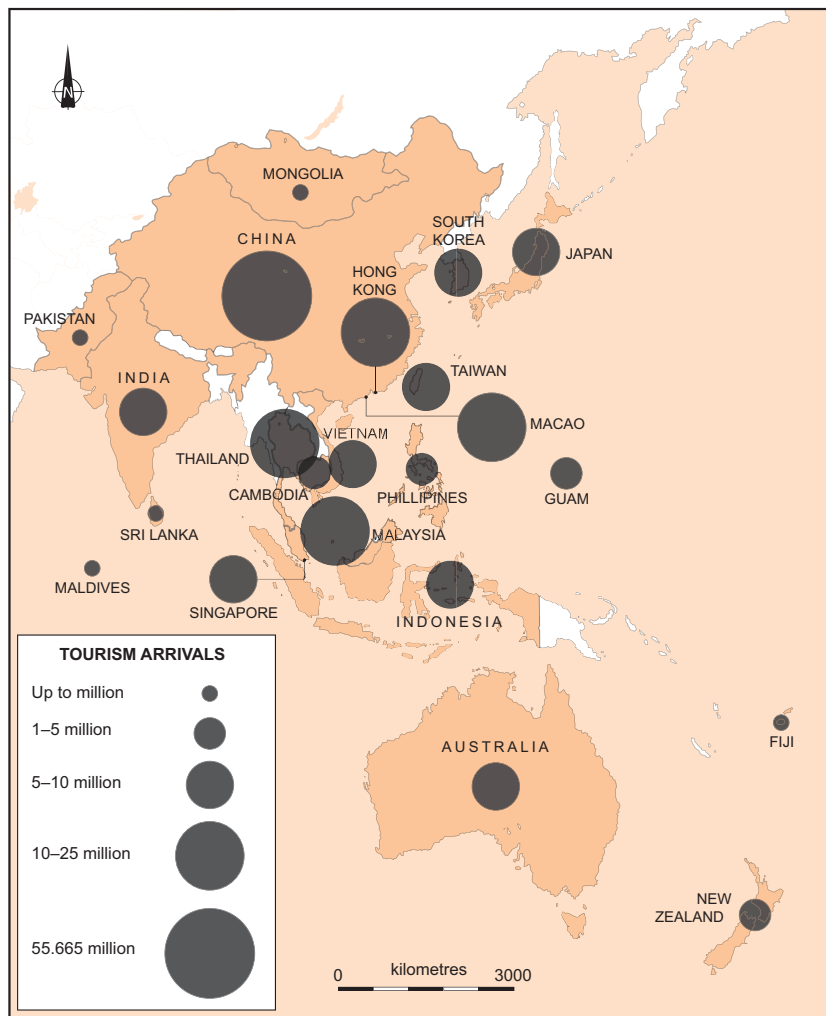 N
MONGOLIA
CHINA
SOUTH
KOREA
JAPAN
HONG
KONG
PAKISTAN
INDIA
TAIWAN
MACAO
VIETNAM
THAILAND
CAMBODIA
PHILLIPINES
GUAM
SRI LANKA
MALAYSIA
MALDIVES
SINGAPORE
INDONESIA
TOURISM ARRIVALS
Up to million
1–5 million
5–10 million
10–25 million
55.665 million
AUSTRALIA
FIJI
NEW
ZEALAND
0 kilometres 3000